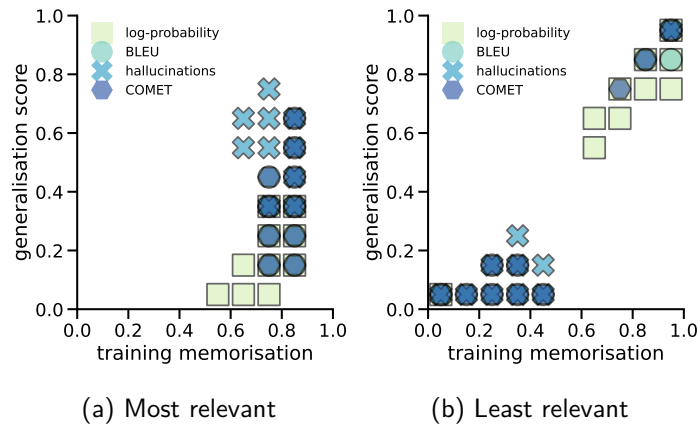 1.0
0.8
0.6
0.4
0.2
0.0
generalisation score
log-probability
BLEU
hallucinations
COMET
0.0 0.2 0.4 0.6 0.8 1.0
training memorisation
(a) Most relevant
1.0
0.8
0.6
0.4
0.2
0.0
generalisation score
log-probability
BLEU
hallucinations
COMET
0.0 0.2 0.4 0.6 0.8 1.0
training memorisation
(b) Least relevant